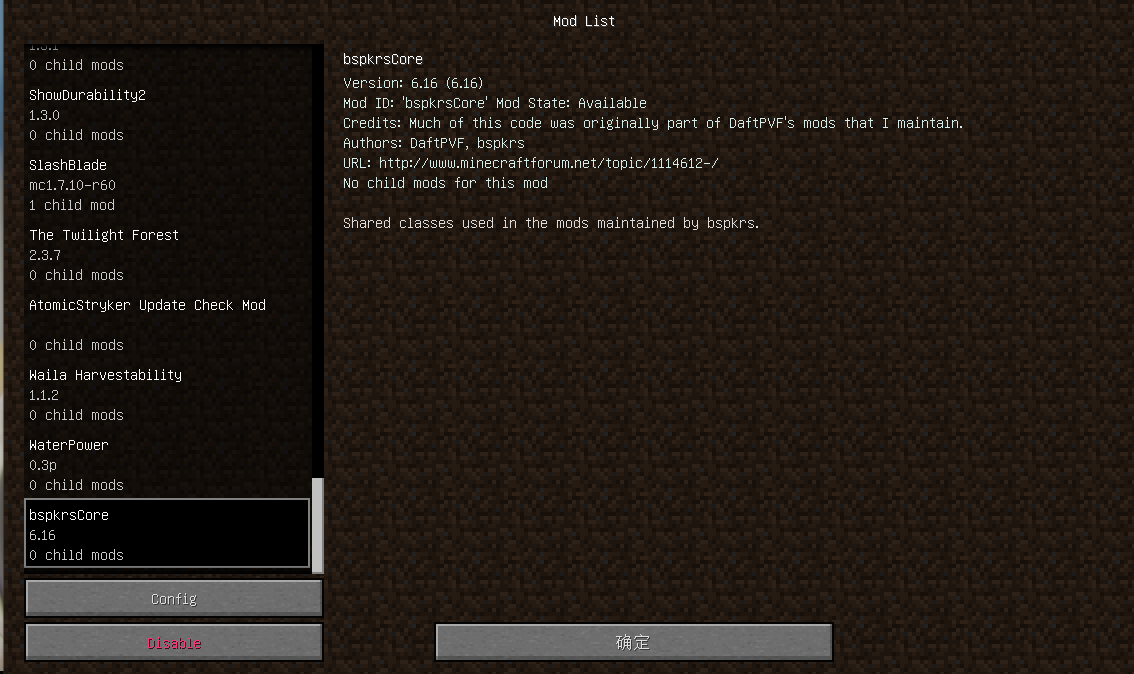 Mod List
0 child mods
ShowDurability2
1.3.0
0 child mods
SlashBlade
mc1.7.10-r60
1 child mod
The Twilight Forest
2.3.7
0 child mods
AtomicStryker Update Check Mod
0 child mods
Waila Harvestability
1.1.2
0 child mods
WaterPower
0.3p
0 child mods
bspkrsCore
6.16
0 child mods
Config
Disable
bspkrsCore
Version: 6.16 (6.16)
Mod ID: 'bspkrsCore' Mod State: Available
Credits: Much of this code was originally part of DaftPVF's mods that I maintain.
Authors: DaftPVF, bspkrs
URL: http://www.minecraftforum.net/topic/1114612-/
No child mods for this mod
Shared classes used in the mods maintained by bspkrs.
确定